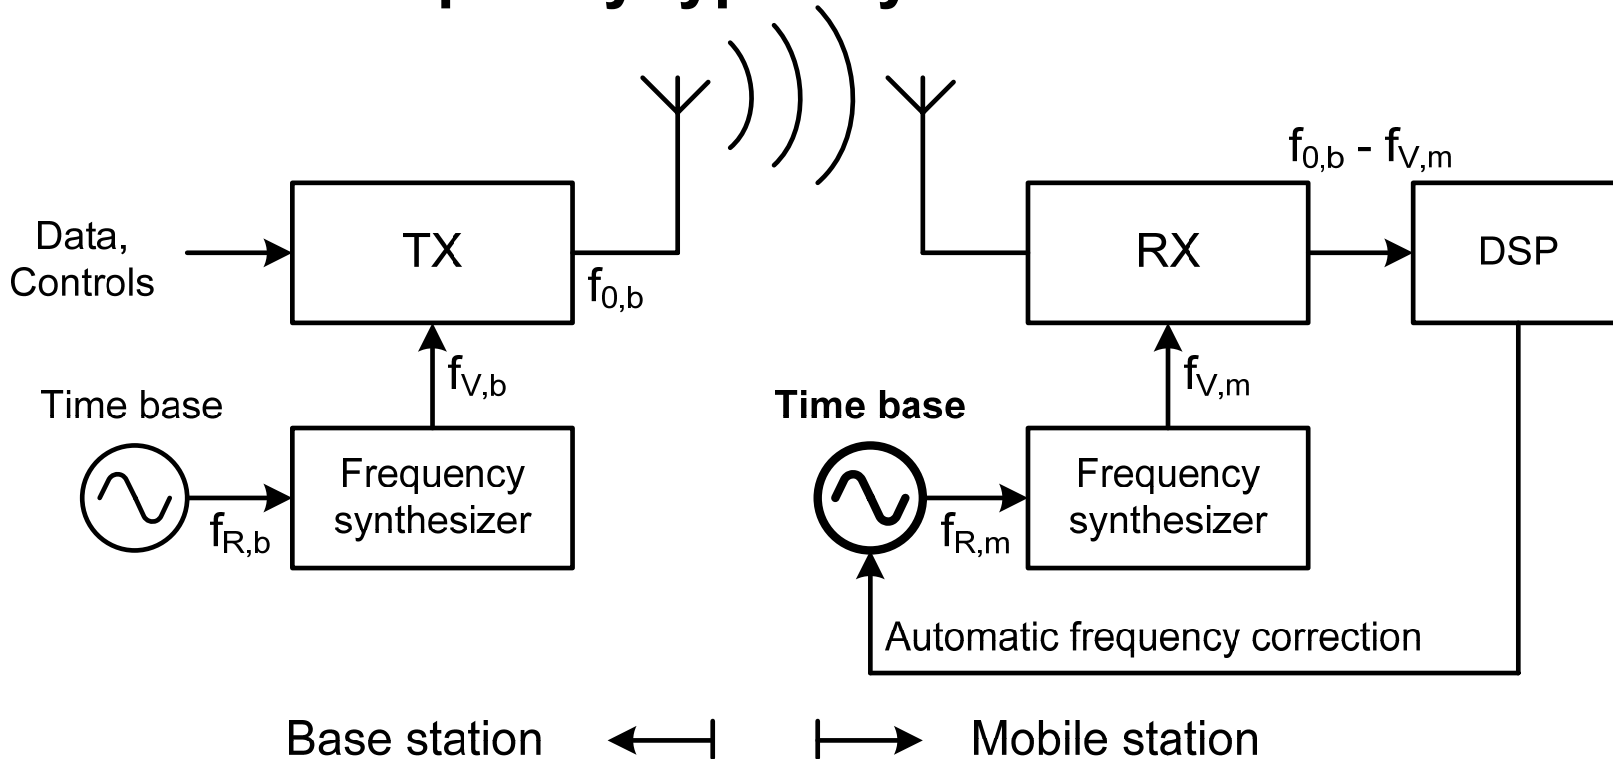 f0,b - fV,m
Data,
Controls
TX
RX
DSP
f0,b
fV,b
fV,m
Time base
Time base
Frequency
synthesizer
Frequency
synthesizer
fR,b
fR,m
Automatic frequency correction
Base station
Mobile station